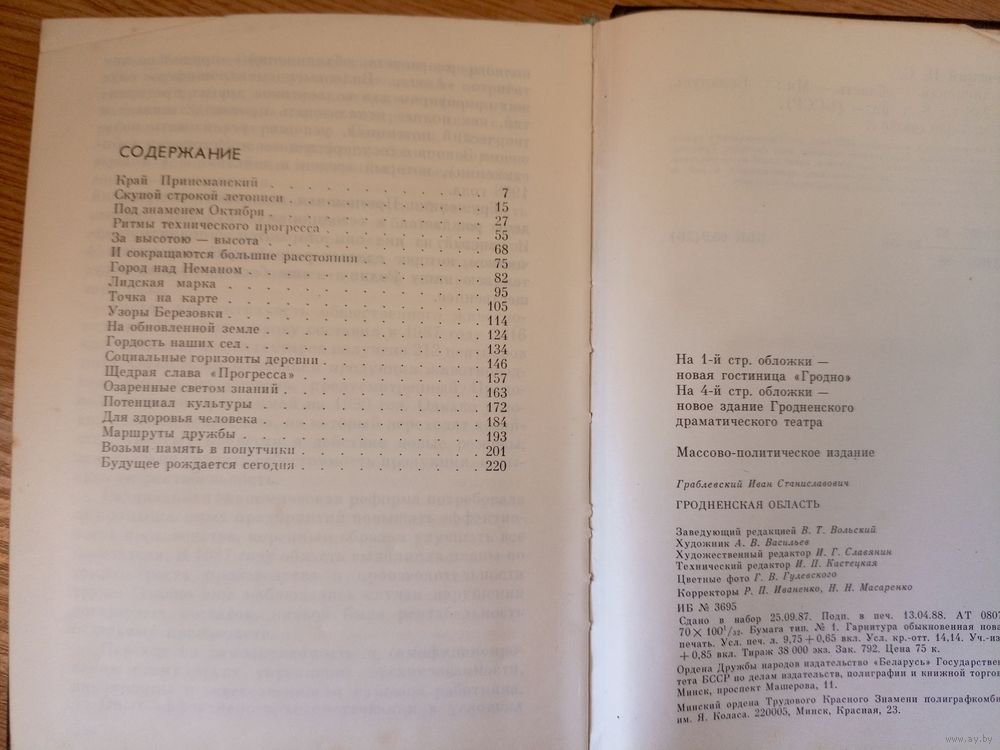 СОДЕРЖАНИЕ
Край Принеманский . . . . . . . . . . 7
Скупой строкой летописи . . . . . . . . . 15
Под знаменем Октября . . . . . . . . . . 27
Ритмы технического прогресса . . . . . . . . 55
За высотою — высота . . . . . . . . . . 68
И сокращаются большие расстояния . . . . . . . 75
Город над Неманом . . . . . . . . . . 82
Лидская марка . . . . . . . . . . . 95
Точка на карте . . . . . . . . . . . 105
Узоры Березовки . . . . . . . . . . . 114
На обновленной земле . . . . . . . . . . 124
Гордость наших сел . . . . . . . . . . 134
Социальные горизонты деревни . . . . . . . . 146
Щедрая слава «Прогресса» . . . . . . . . . 157
Озаренные светом знаний . . . . . . . . . 163
Потенциал культуры . . . . . . . . . . 172
Для здоровья человека . . . . . . . . . . 184
Маршруты дружбы . . . . . . . . . . . 193
Возьми память в попутчики . . . . . . . . . 201
Будущее рождается сегодня . . . . . . . . . 220
На 1-й стр. обложки —
новая гостиница «Гродно»
На 4-й стр. обложки —
новое здание Гродненского
драматического театра
Массово-политическое издание
Граблевский Иван Станиславович
ГРОДНЕНСКАЯ ОБЛАСТЬ
Заведующий редакцией В. Т. Вольский
Художник А. В. Васильев
Художественный редактор И. Г. Славянин
Технический редактор И. П. Кастецкая
Цветные фото Г. В. Гулевского
Корректоры Р. П. Иваненко, Н. Н. Масаренко
ИБ № 3695
Сдано в набор 25.09.87. Подп. в печ. 13.04.88. АТ 0807
70×100¹/₃₂. Бумага тип. № 1. Гарнитура обыкновенная нова
печать. Усл. печ. л. 9,75+0,65 вкл. Усл. кр.-отт. 14,14. Уч.-из
+0,85 вкл. Тираж 38 000 экз. Зак. 792. Цена 75 к.
Ордена Дружбы народов издательство «Беларусь» Государстве
тета БССР по делам издательств, полиграфии и книжной торгов
Минск, проспект Машерова, 11.
Минский ордена Трудового Красного Знамени полиграфкомби
им. Я. Коласа. 220005, Минск, Красная, 23.
www.ay.by